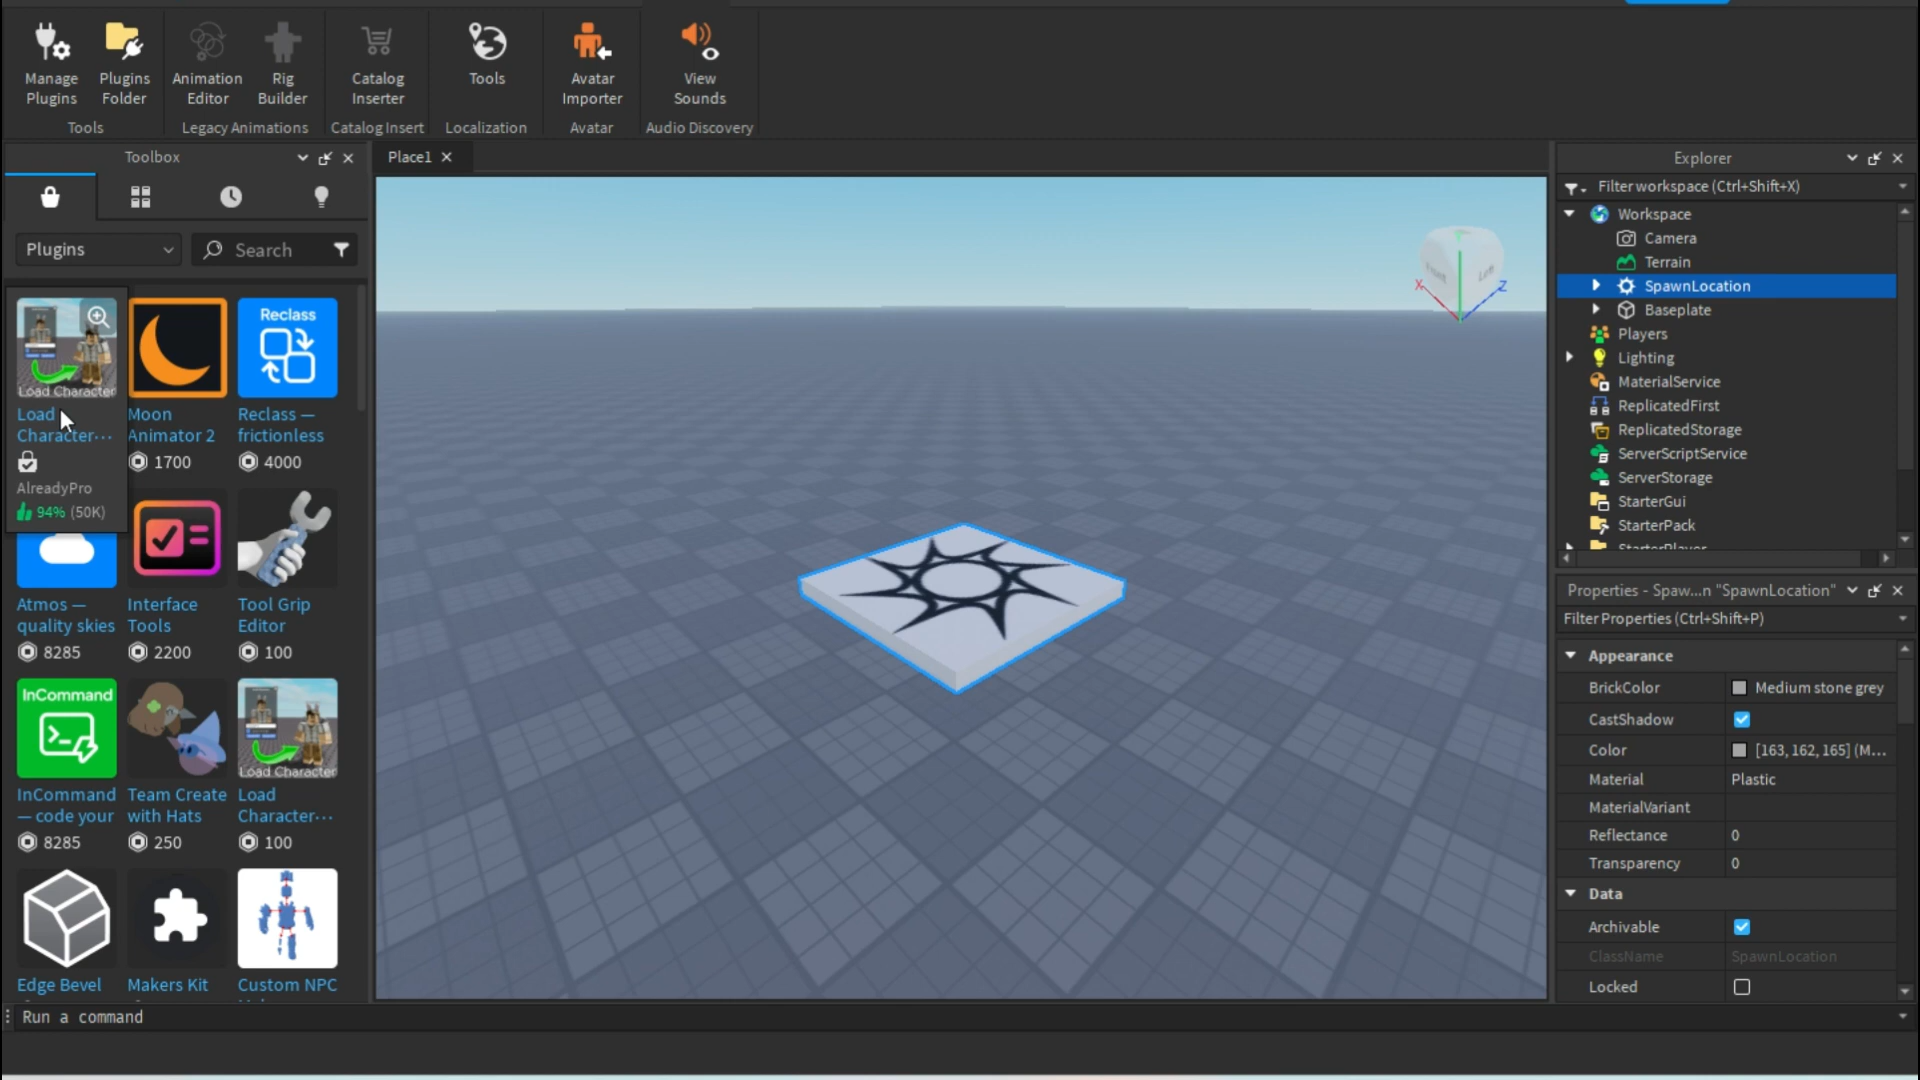 Manage
Plugins
Plugins
Folder
Animation
Editor
Rig
Builder
Catalog
Inserter
Tools
Avatar
Importer
View
Sounds
Tools
Legacy Animations
Catalog Insert
Localization
Avatar
Audio Discovery
Toolbox
Plugins
Search
Load Character
Load
Character...
AlreadyPro
94% (50K)
Moon
Animator 2
1700
Reclass
Reclass —
frictionless
4000
Atmos —
quality skies
8285
Interface
Tools
2200
Tool Grip
Editor
100
InCommand
InCommand
— code your
8285
Team Create
with Hats
250
Load Character
Load
Character...
100
Edge Bevel
Makers Kit
Custom NPC
Place1
Left
X
Z
Explorer
Filter workspace (Ctrl+Shift+X)
Workspace
Camera
Terrain
SpawnLocation
Baseplate
Players
Lighting
MaterialService
ReplicatedFirst
ReplicatedStorage
ServerScriptService
ServerStorage
StarterGui
StarterPack
StarterPlayer
Properties - Spaw...n "SpawnLocation"
Filter Properties (Ctrl+Shift+P)
Appearance
BrickColor
Medium stone grey
CastShadow
Color
[163, 162, 165] (M...
Material
Plastic
MaterialVariant
Reflectance
0
Transparency
0
Data
Archivable
ClassName
SpawnLocation
Locked
Run a command